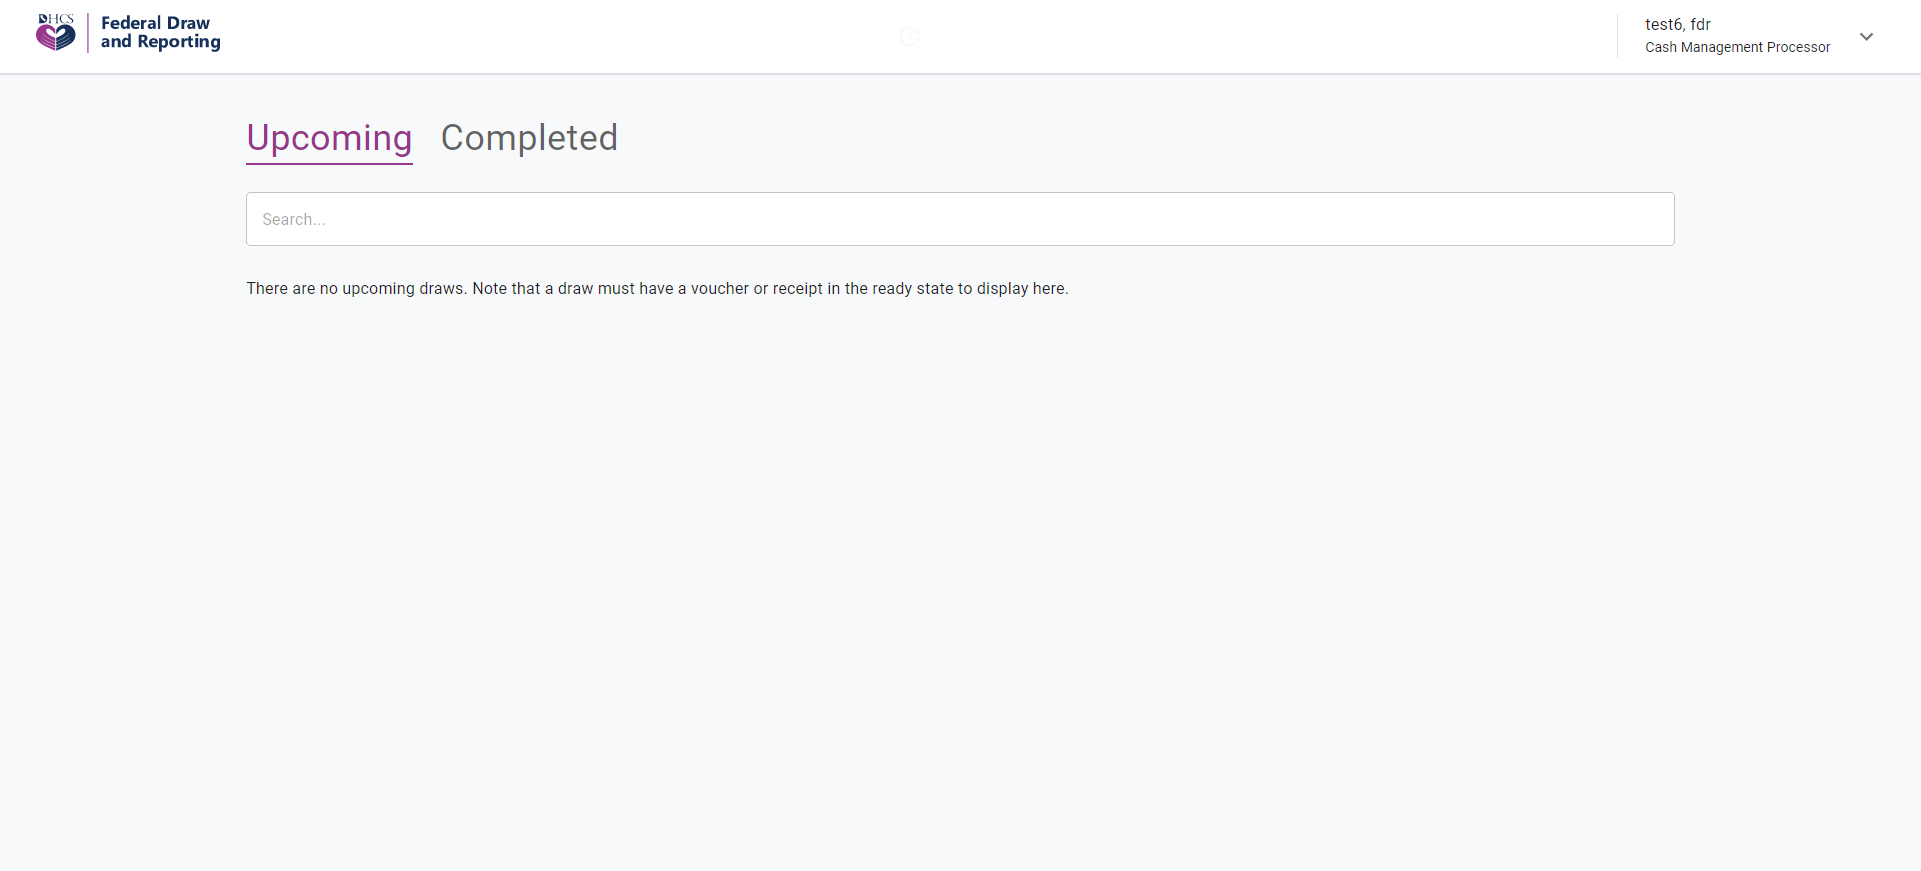 DHCS
Federal Draw
and Reporting
test6, fdr
Cash Management Processor
Upcoming Completed
Search...
There are no upcoming draws. Note that a draw must have a voucher or receipt in the ready state to display here.